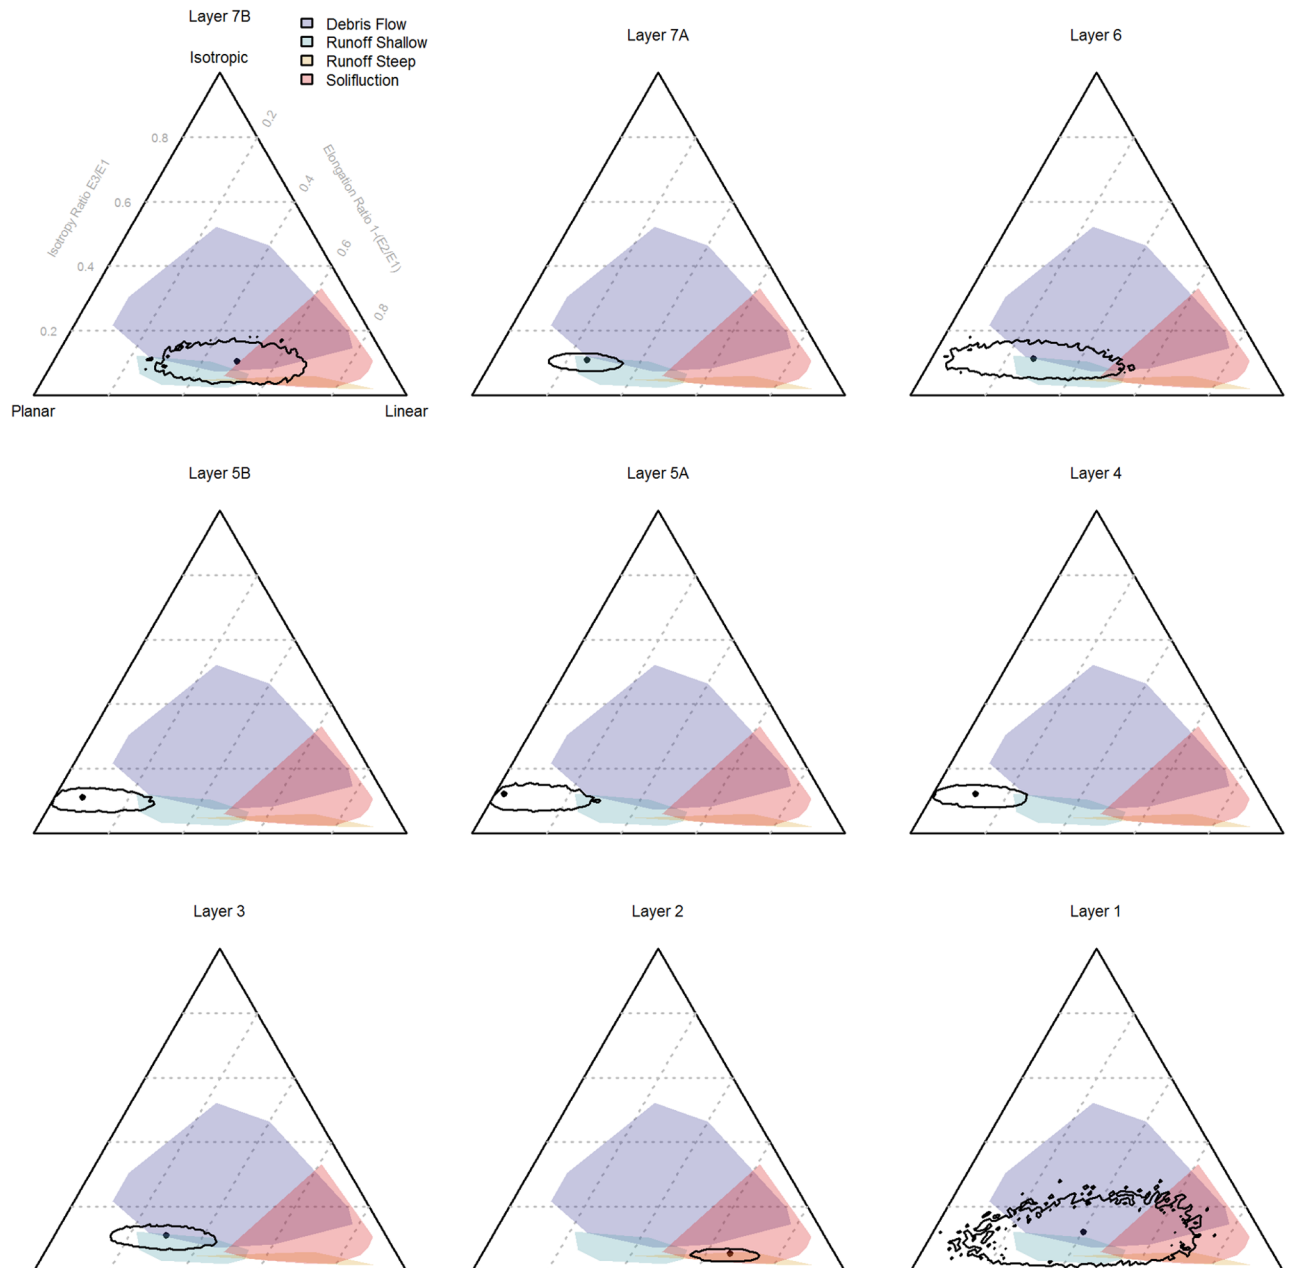 Layer 7B
Debris Flow
Runoff Shallow
Runoff Steep
Solifluction
Isotropic
0.2
0.4
0.6
0.8
Isotropy Ratio E3/E1
0.2
0.4
0.6
0.8
Elongation Ratio 1-(E2/E1)
Planar
Linear
Layer 7A
Layer 6
Layer 5B
Layer 5A
Layer 4
Layer 3
Layer 2
Layer 1